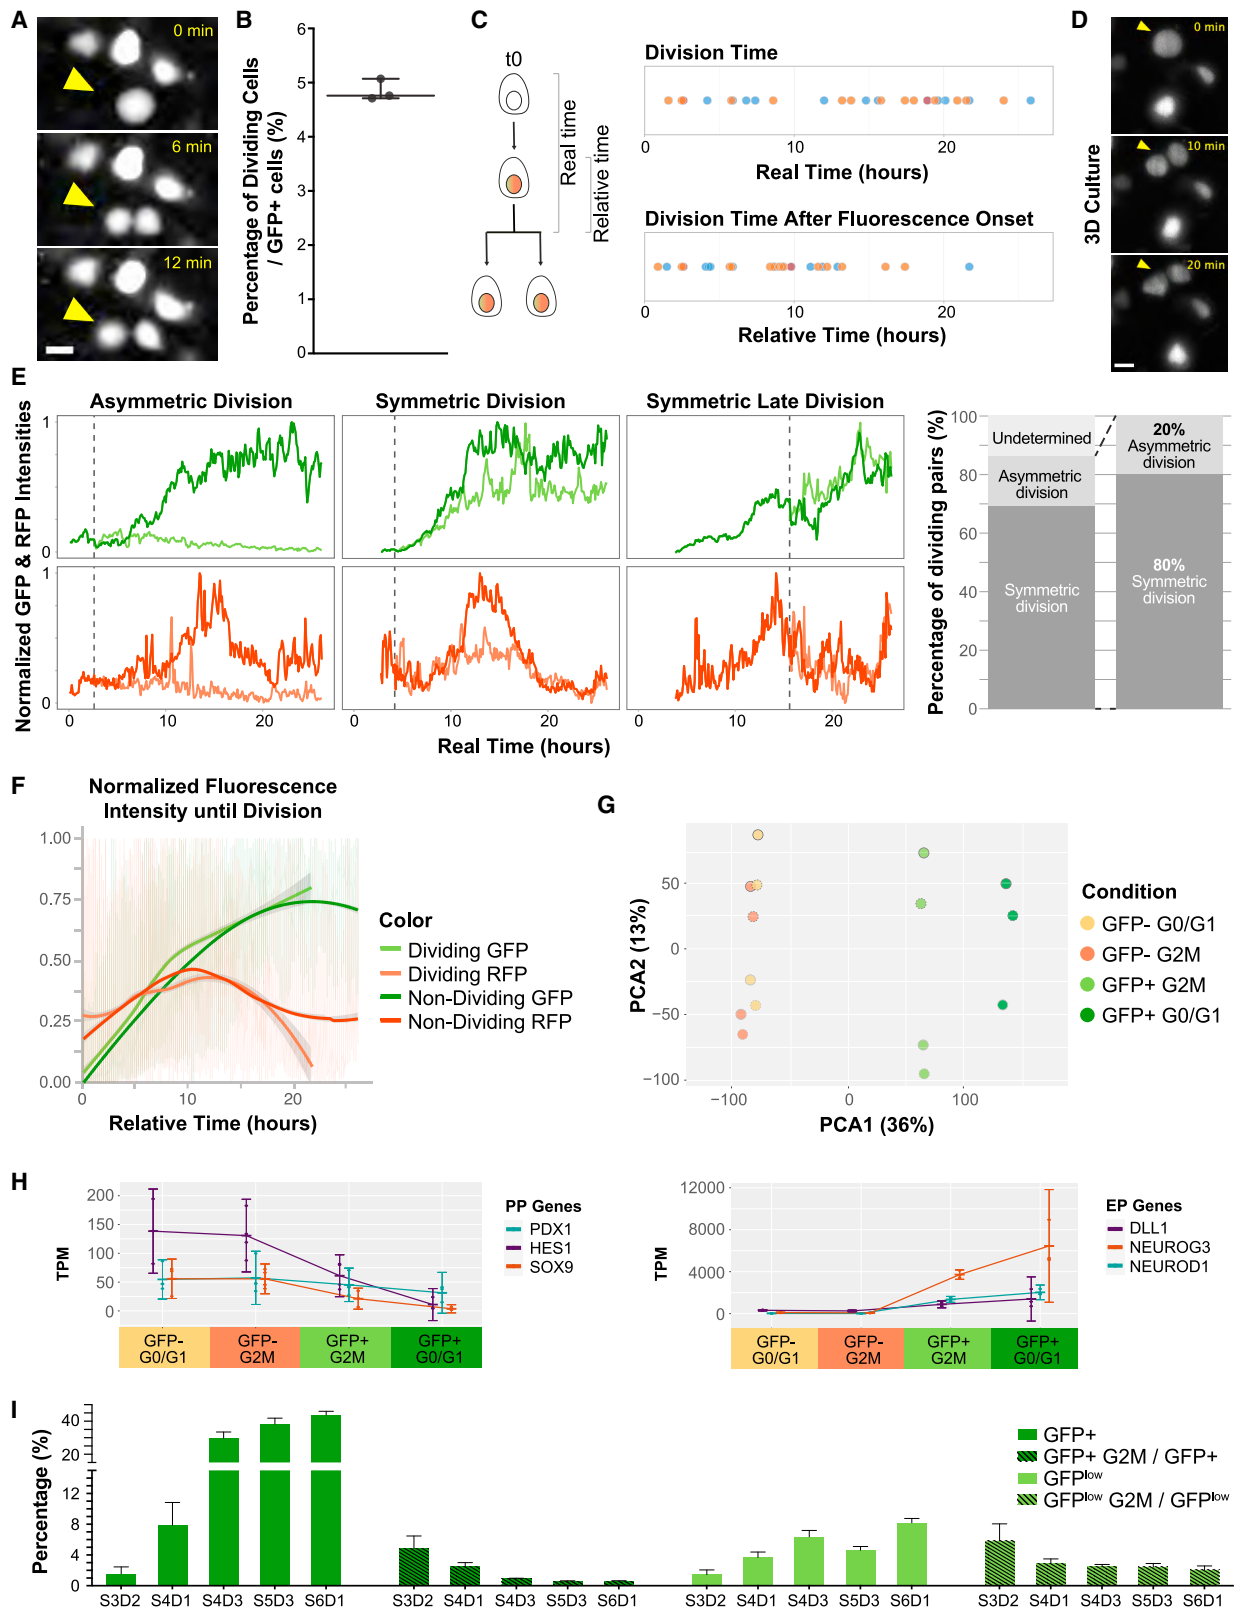 A
0 min
6 min
12 min
B
Percentage of Dividing Cells
/ GFP+ cells (%)
6
5
4
3
2
1
0
C
t0
Real time
Relative time
Division Time
0
10
20
Real Time (hours)
Division Time After Fluorescence Onset
0
10
20
Relative Time (hours)
D
3D Culture
0 min
10 min
20 min
E
Normalized GFP & RFP Intensities
Asymmetric Division
Symmetric Division
Symmetric Late Division
1
0
1
0
0
10
20
0
10
20
0
10
20
Real Time (hours)
Percentage of dividing pairs (%)
100
80
60
40
20
0
Undetermined
Asymmetric
division
Symmetric
division
20%
Asymmetric
division
80%
Symmetric
division
F
Normalized Fluorescence
Intensity until Division
1.00
0.75
0.50
0.25
0.00
0
10
20
Relative Time (hours)
Color
Dividing GFP
Dividing RFP
Non-Dividing GFP
Non-Dividing RFP
G
PCA2 (13%)
50
0
−50
−100
−100
0
100
PCA1 (36%)
Condition
GFP- G0/G1
GFP- G2M
GFP+ G2M
GFP+ G0/G1
H
TPM
200
150
100
50
0
GFP-
G0/G1
GFP-
G2M
GFP+
G2M
GFP+
G0/G1
PP Genes
PDX1
HES1
SOX9
TPM
12000
8000
4000
0
GFP-
G0/G1
GFP-
G2M
GFP+
G2M
GFP+
G0/G1
EP Genes
DLL1
NEUROG3
NEUROD1
I
Percentage (%)
40
20
12
8
4
0
S3D2 S4D1 S4D3 S5D3 S6D1
S3D2 S4D1 S4D3 S5D3 S6D1
S3D2 S4D1 S4D3 S5D3 S6D1
S3D2 S4D1 S4D3 S5D3 S6D1
GFP+
GFP+ G2M / GFP+
GFPlow
GFPlow G2M / GFPlow